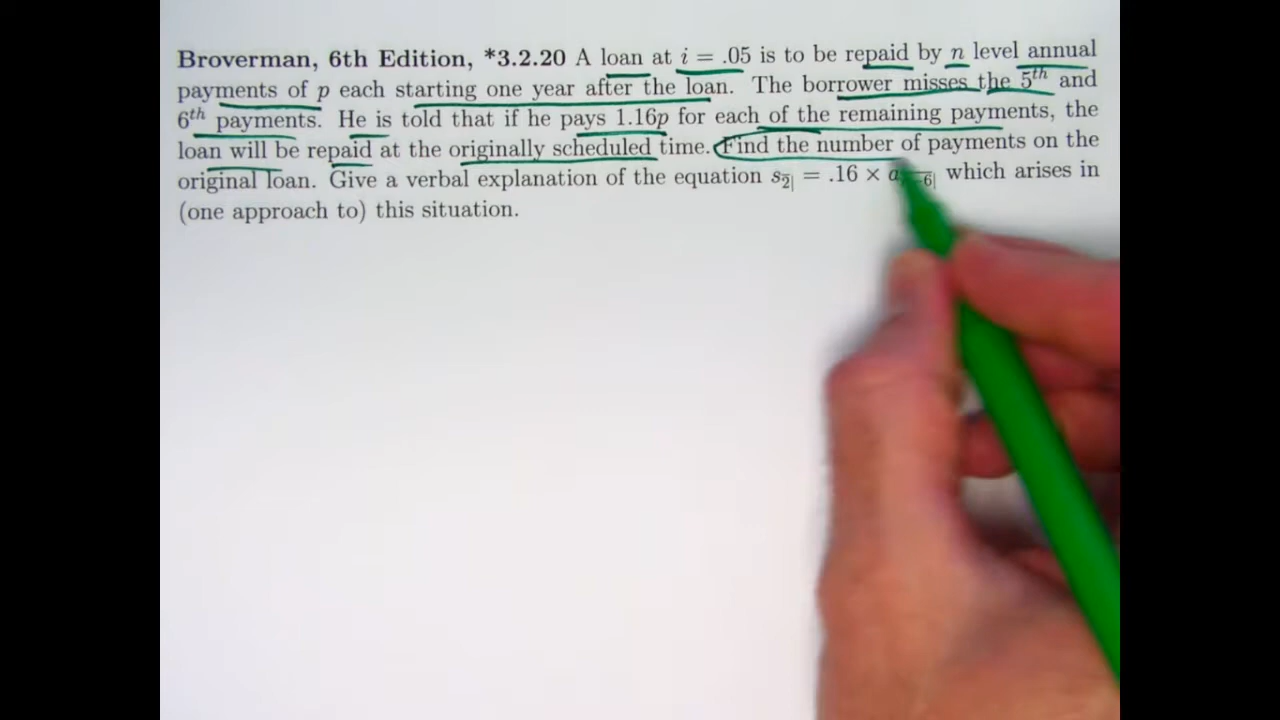 Broverman, 6th Edition, *3.2.20 A loan at i = .05 is to be repaid by n level annual
payments of p each starting one year after the loan. The borrower misses the 5th and
6th payments. He is told that if he pays 1.16p for each of the remaining payments, the
loan will be repaid at the originally scheduled time. Find the number of payments on the
original loan. Give a verbal explanation of the equation s2| = .16 × a 6| which arises in
(one approach to) this situation.